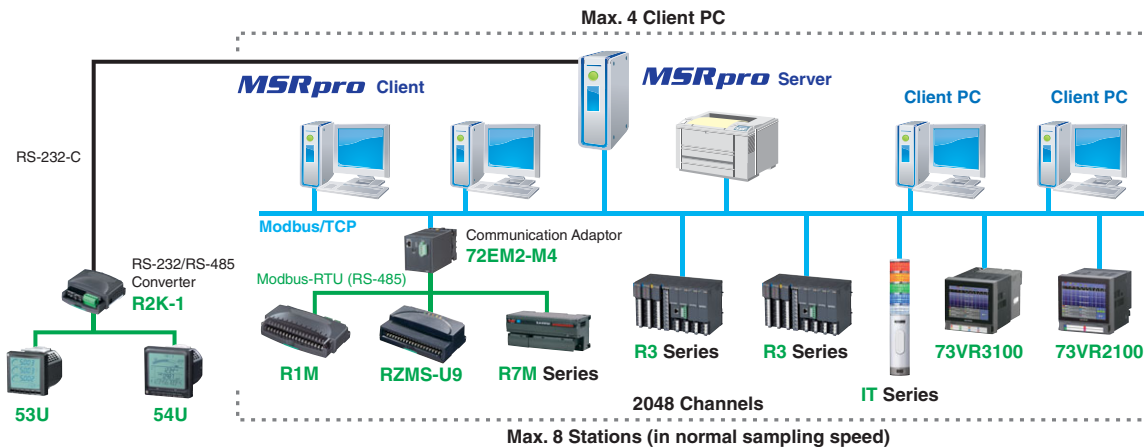 Max. 4 Client PC
MSRpro Client
MSRpro Server
Client PC
Client PC
RS-232-C
Modbus/TCP
Communication Adaptor
72EM2-M4
RS-232/RS-485
Converter
R2K-1
Modbus-RTU (RS-485)
R1M
RZMS-U9
R7M Series
R3 Series
R3 Series
IT Series
73VR3100
73VR2100
53U
54U
2048 Channels
Max. 8 Stations (in normal sampling speed)